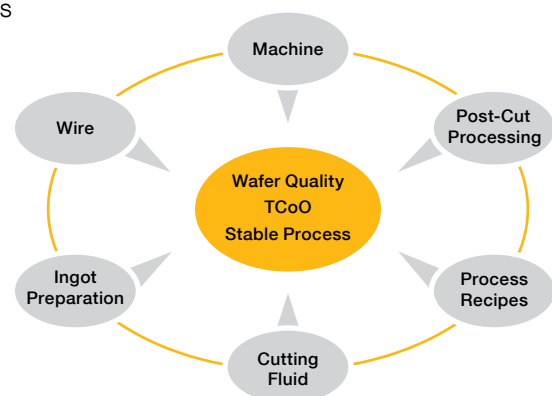 S
Machine
Wire
Post-Cut
Processing
Wafer Quality
TCoO
Stable Process
Ingot
Preparation
Process
Recipes
Cutting
Fluid